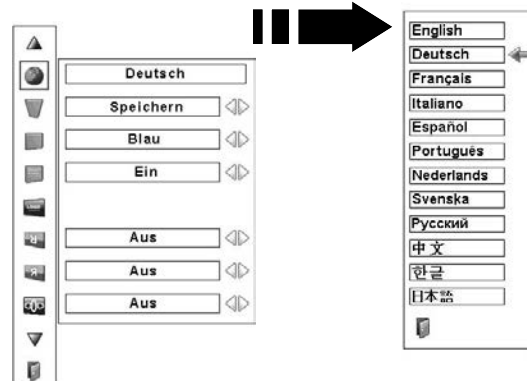 Deutsch
Speichern
Blau
Ein
Aus
Aus
Aus
English
Deutsch
Français
Italiano
Español
Português
Nederlands
Svenska
Русский
中文
한글
日本語